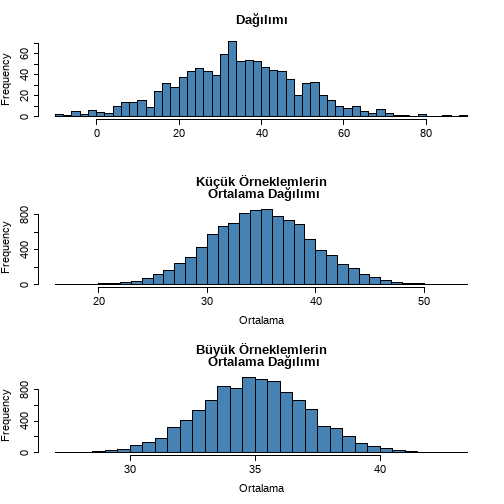 Dağılımı
Frequency
0 20 40 60
0 20 40 60 80
Küçük Örneklemlerin
Ortalama Dağılımı
Frequency
0 400 800
20 30 40 50
Ortalama
Büyük Örneklemlerin
Ortalama Dağılımı
Frequency
0 400 800
30 35 40
Ortalama